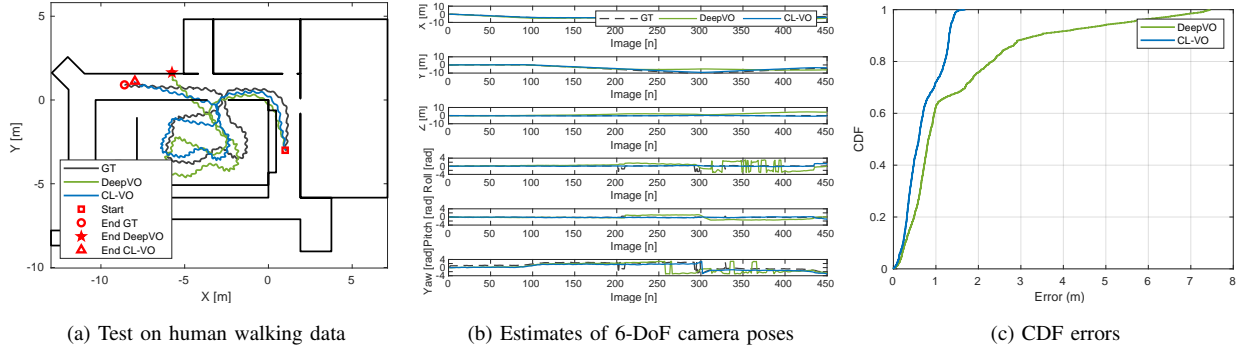 5
0
-5
-10
Y [m]
-10
-5
0
5
X [m]
GT
DeepVO
CL-VO
Start
End GT
End DeepVO
End CL-VO
(a) Test on human walking data
X [m]
10
-10
GT
DeepVO
CL-VO
0 50 100 150 200 250 300 350 400 450
Image [n]
Y [m]
10
-10
0 50 100 150 200 250 300 350 400 450
Image [n]
Z [m]
10
-10
0 50 100 150 200 250 300 350 400 450
Image [n]
Roll [rad]
4
-4
0 50 100 150 200 250 300 350 400 450
Image [n]
Pitch [rad]
4
-4
0 50 100 150 200 250 300 350 400 450
Image [n]
Yaw [rad]
4
-4
0 50 100 150 200 250 300 350 400 450
Image [n]
(b) Estimates of 6-DoF camera poses
1
0.8
0.6
0.4
0.2
0
CDF
DeepVO
CL-VO
0 1 2 3 4 5 6 7 8
Error (m)
(c) CDF errors